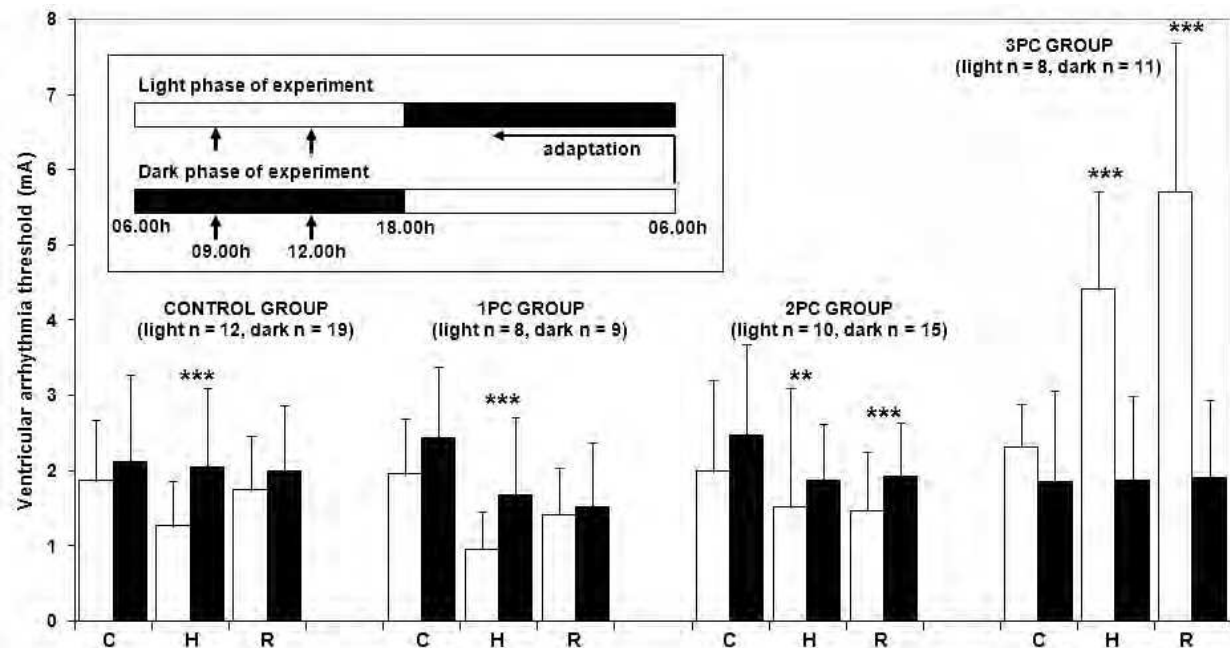 Ventricular arrhythmia threshold (mA)
8
7
6
5
4
3
2
1
0
Light phase of experiment
adaptation
Dark phase of experiment
06.00h 18.00h 06.00h
09.00h 12.00h
CONTROL GROUP
(light n = 12, dark n = 19)
***
1PC GROUP
(light n = 8, dark n = 9)
***
2PC GROUP
(light n = 10, dark n = 15)
**
***
3PC GROUP
(light n = 8, dark n = 11)
***
***
C H R C H R C H R C H R